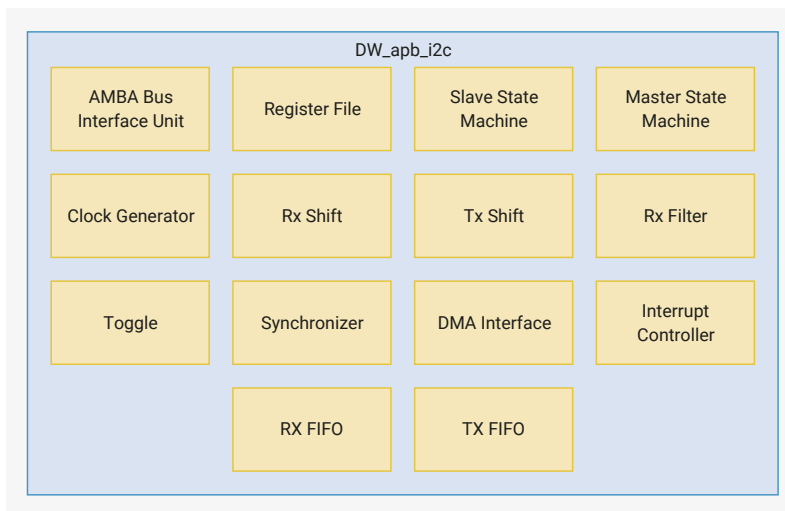 DW_apb_i2c
AMBA Bus
Interface Unit
Register File
Slave State
Machine
Master State
Machine
Clock Generator
Rx Shift
Tx Shift
Rx Filter
Toggle
Synchronizer
DMA Interface
Interrupt
Controller
RX FIFO
TX FIFO